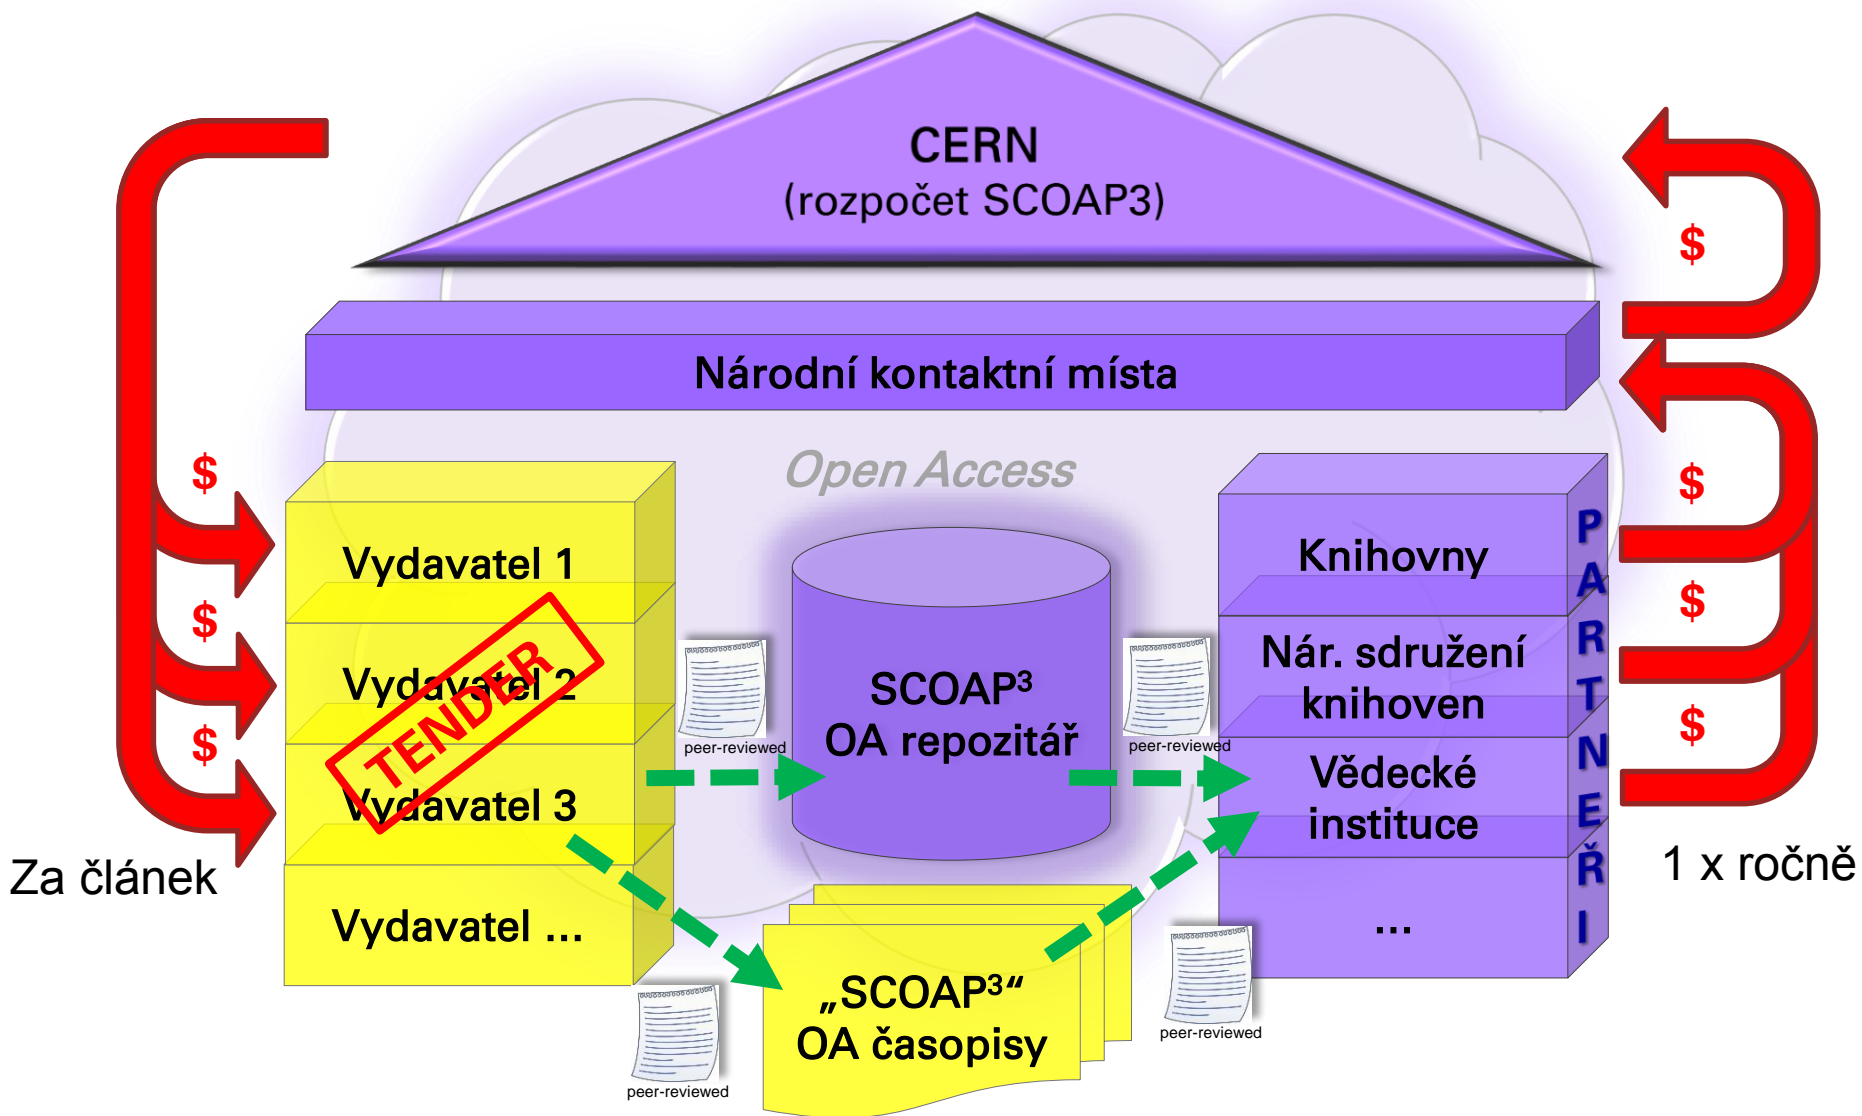 CERN
(rozpočet SCOAP3)
$
Národní kontaktní místa
Open Access
$
$
$
Za článek
Vydavatel 1
Vydavatel 2
Vydavatel 3
Vydavatel ...
TENDER
peer-reviewed
SCOAP³
OA repozitář
peer-reviewed
Knihovny
Nár. sdružení
knihoven
Vědecké
instituce
...
PARTNEŘI
$
$
$
1 x ročně
peer-reviewed
„SCOAP³“
OA časopisy
peer-reviewed